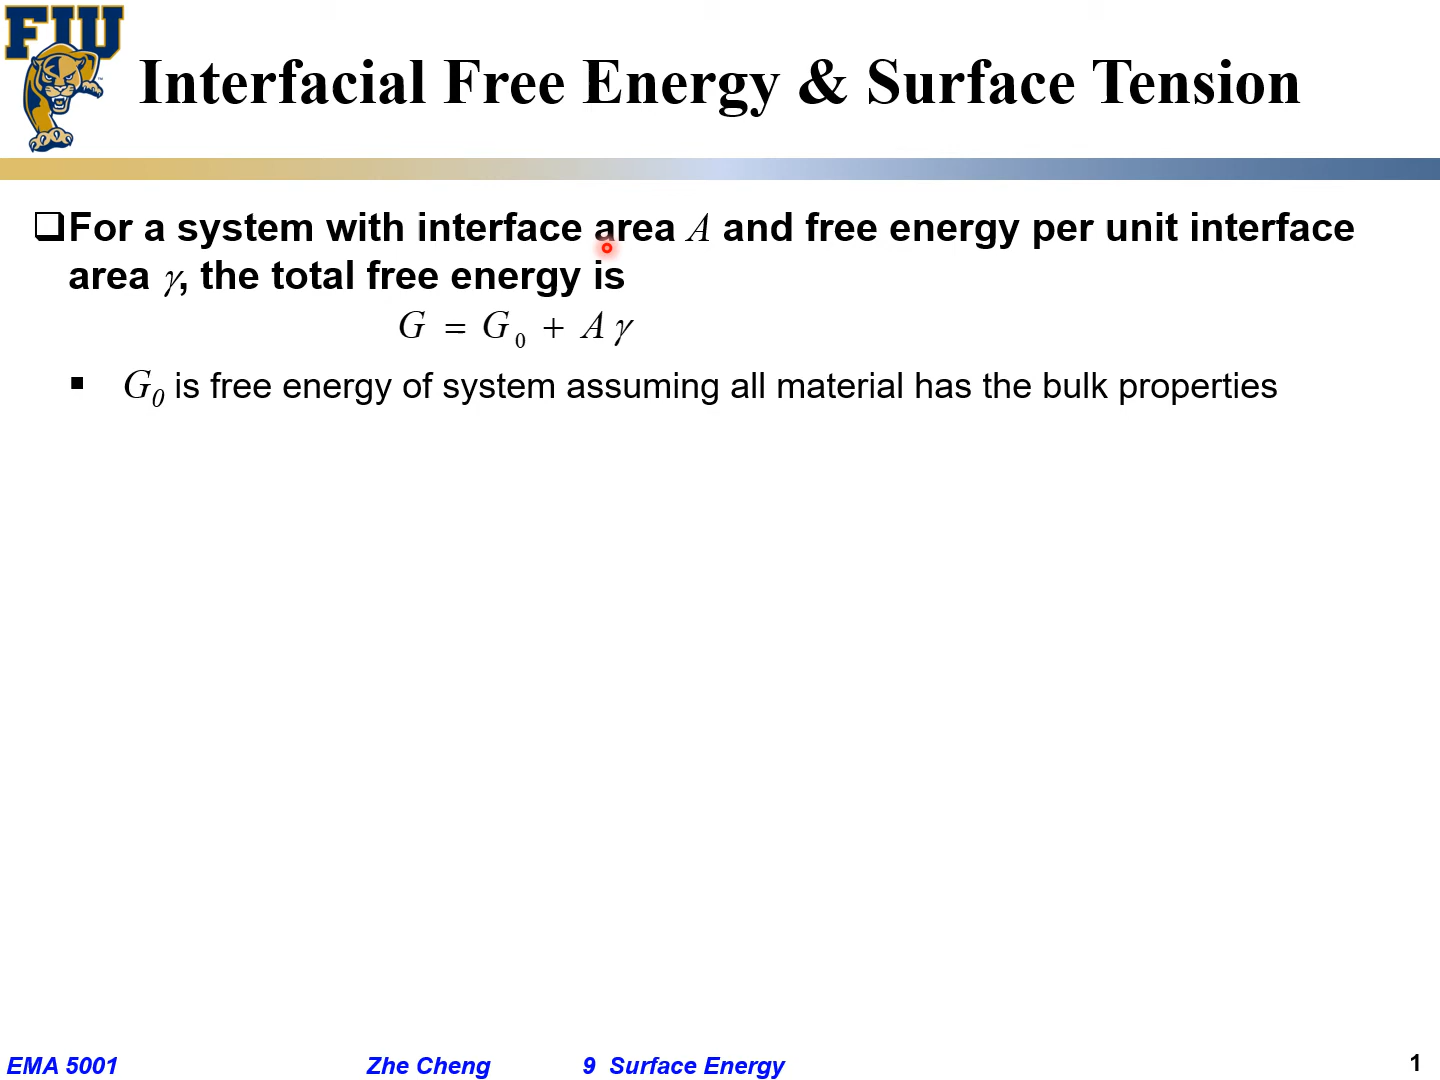 FIU
Interfacial Free Energy & Surface Tension
❑For a system with interface area A and free energy per unit interface
area γ, the total free energy is
G = G₀ + Aγ
▪ G₀ is free energy of system assuming all material has the bulk properties
EMA 5001 Zhe Cheng 9 Surface Energy 1